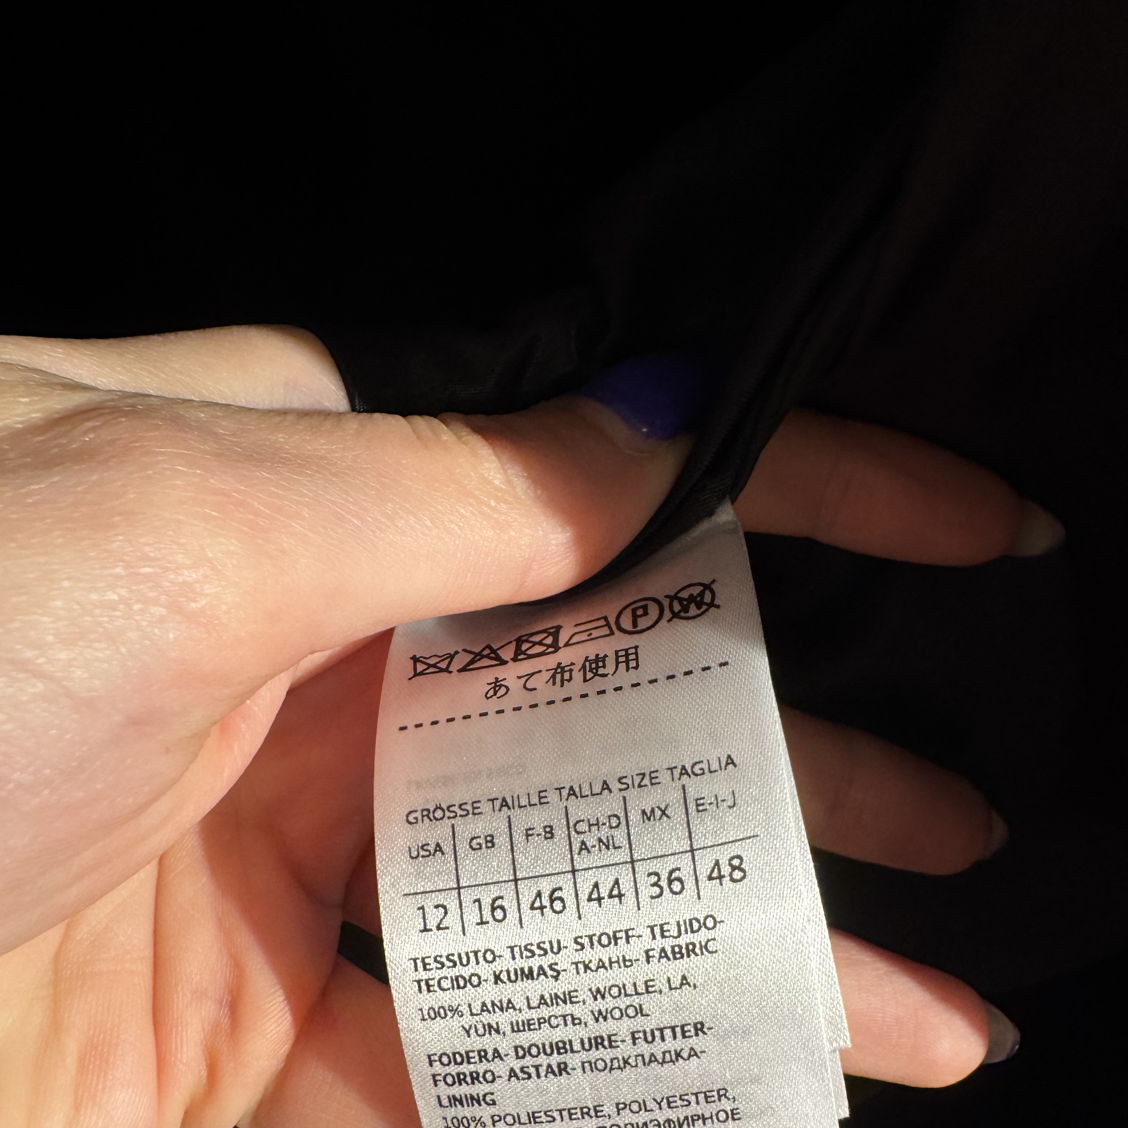 P W
あて布使用
GRÖSSE TAILLE TALLA SIZE TAGLIA
USA GB F-B CH-D A-NL MX E-I-J
12 16 46 44 36 48
TESSUTO- TISSU- STOFF- TEJIDO-
TECIDO- KUMAŞ- ТКАНЬ- FABRIC
100% LANA, LAINE, WOLLE, LA,
YÜN, ШЕРСТЬ, WOOL
FODERA- DOUBLURE- FUTTER-
FORRO- ASTAR- ПОДКЛАДКА-
LINING
100% POLIESTERE, POLYESTER,
ПОЛИЭФИРНОЕ